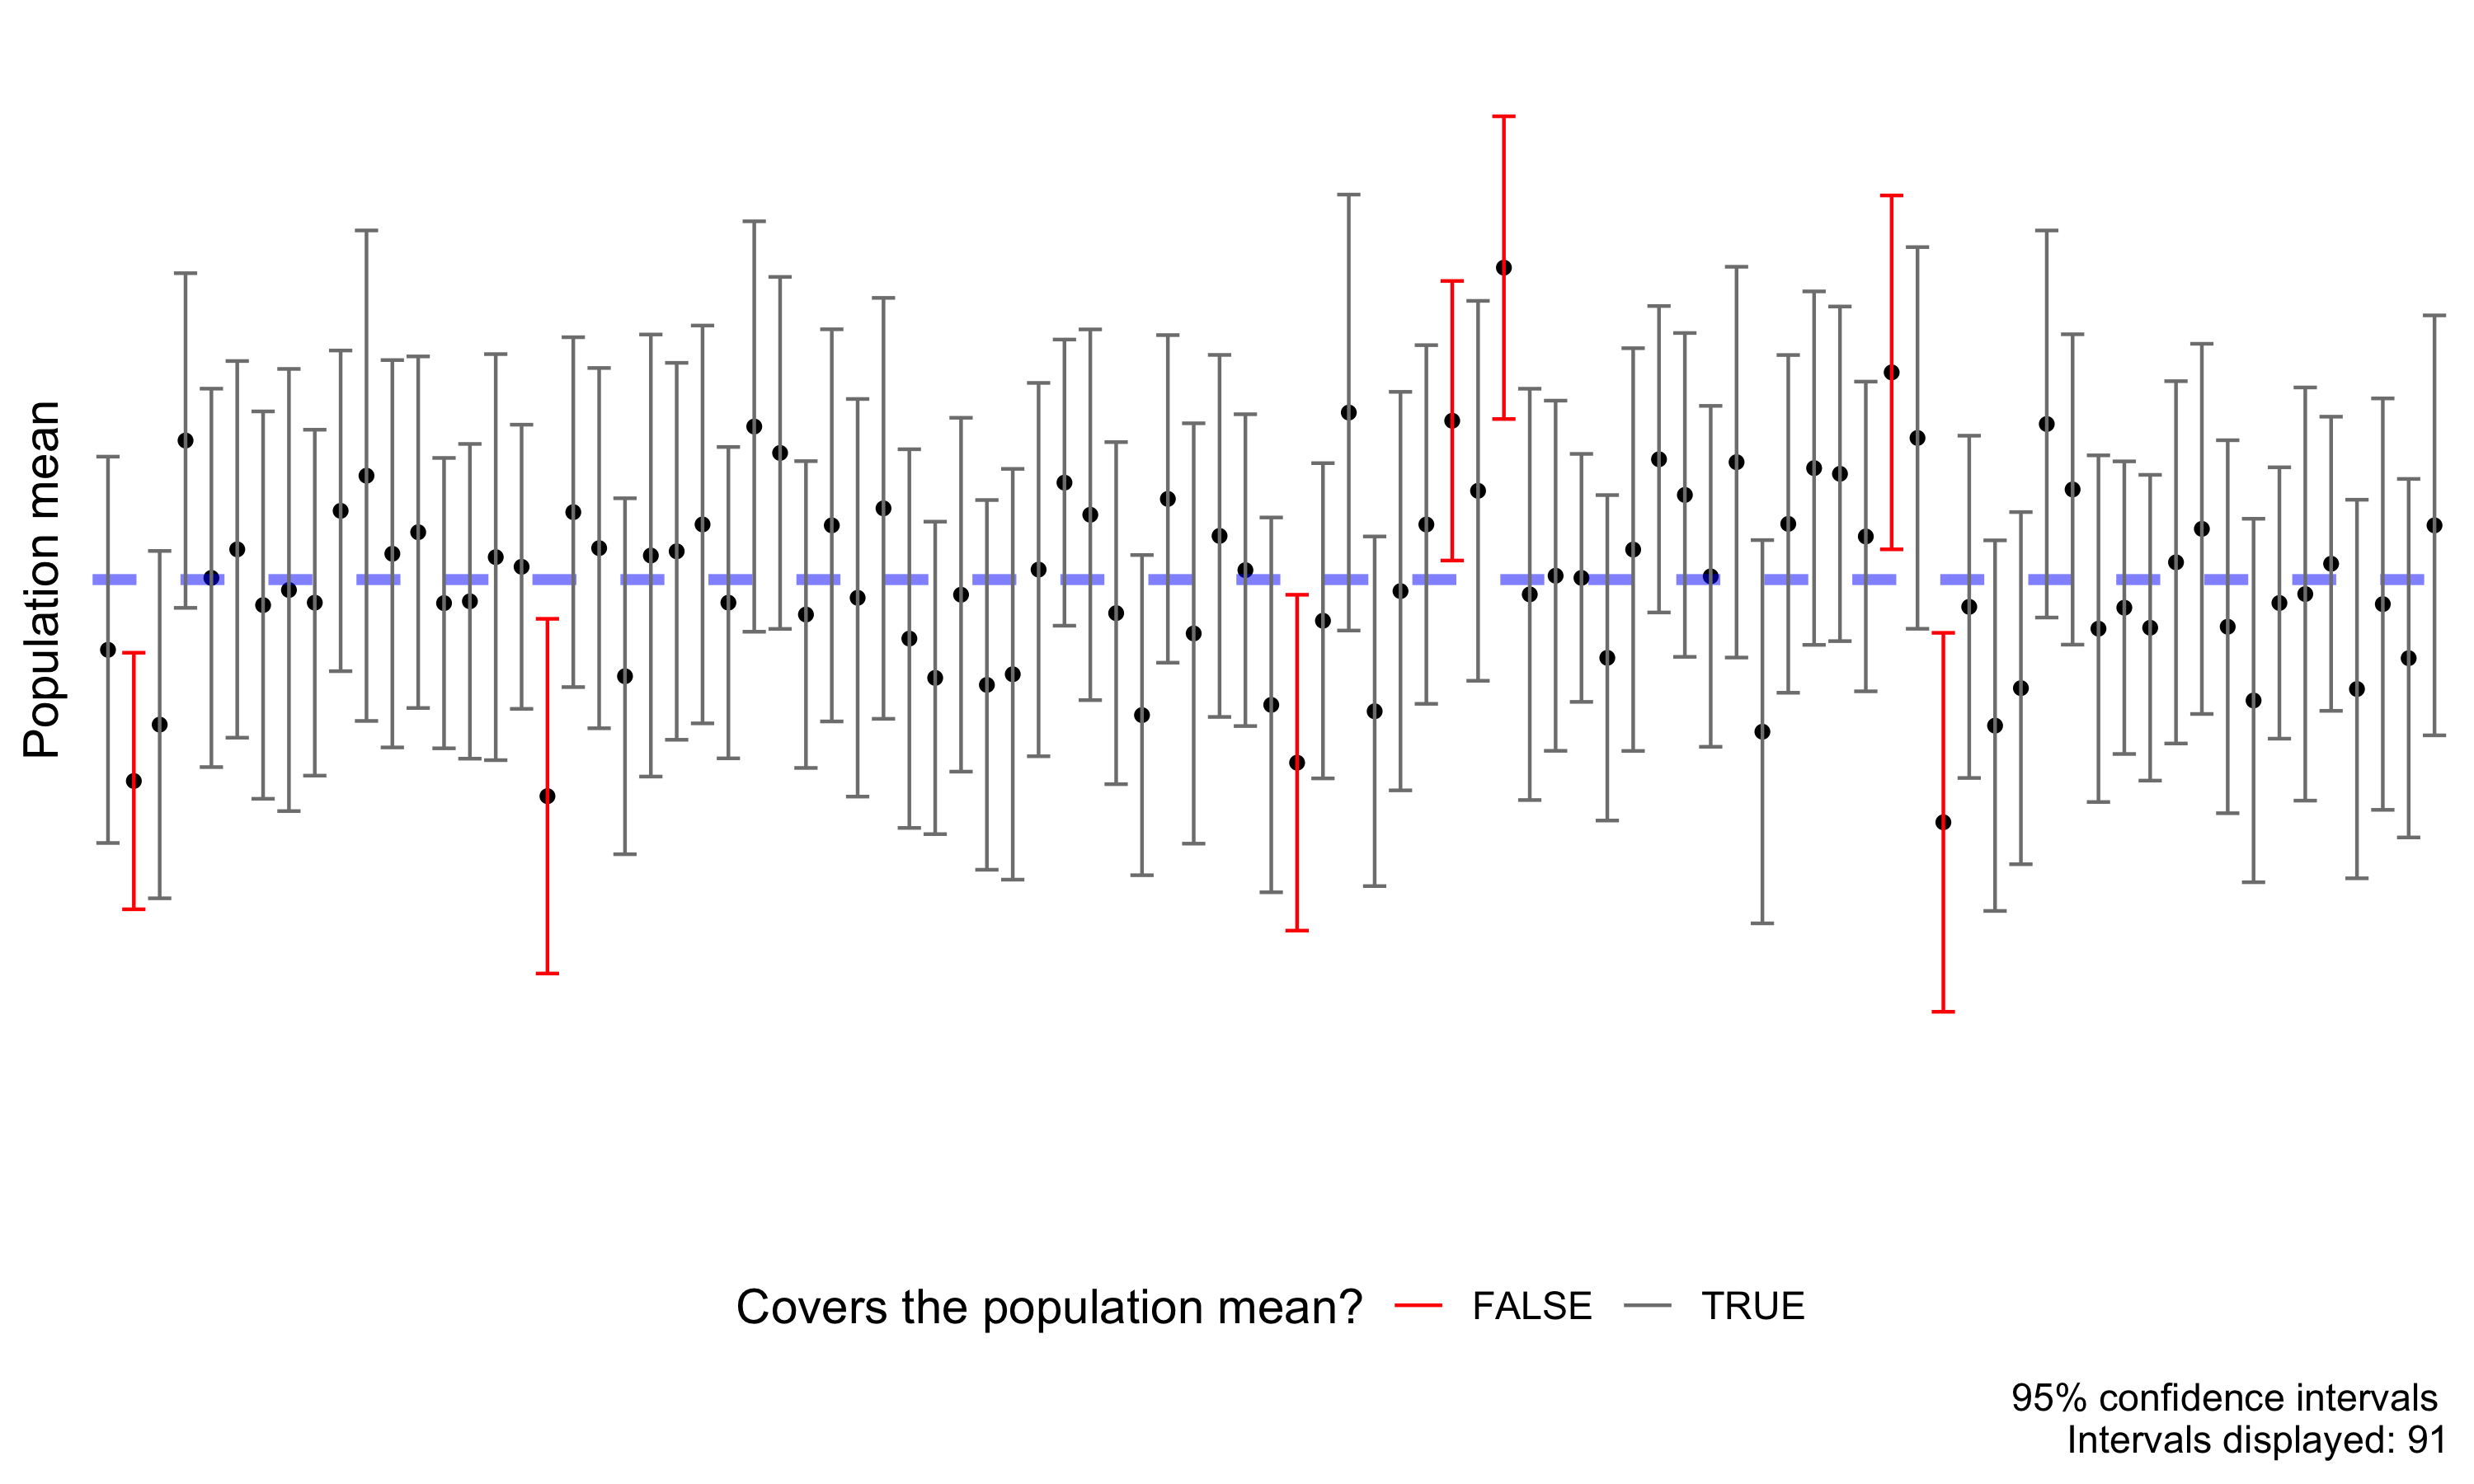 Population mean
Covers the population mean? FALSE TRUE
95% confidence intervals
Intervals displayed: 91